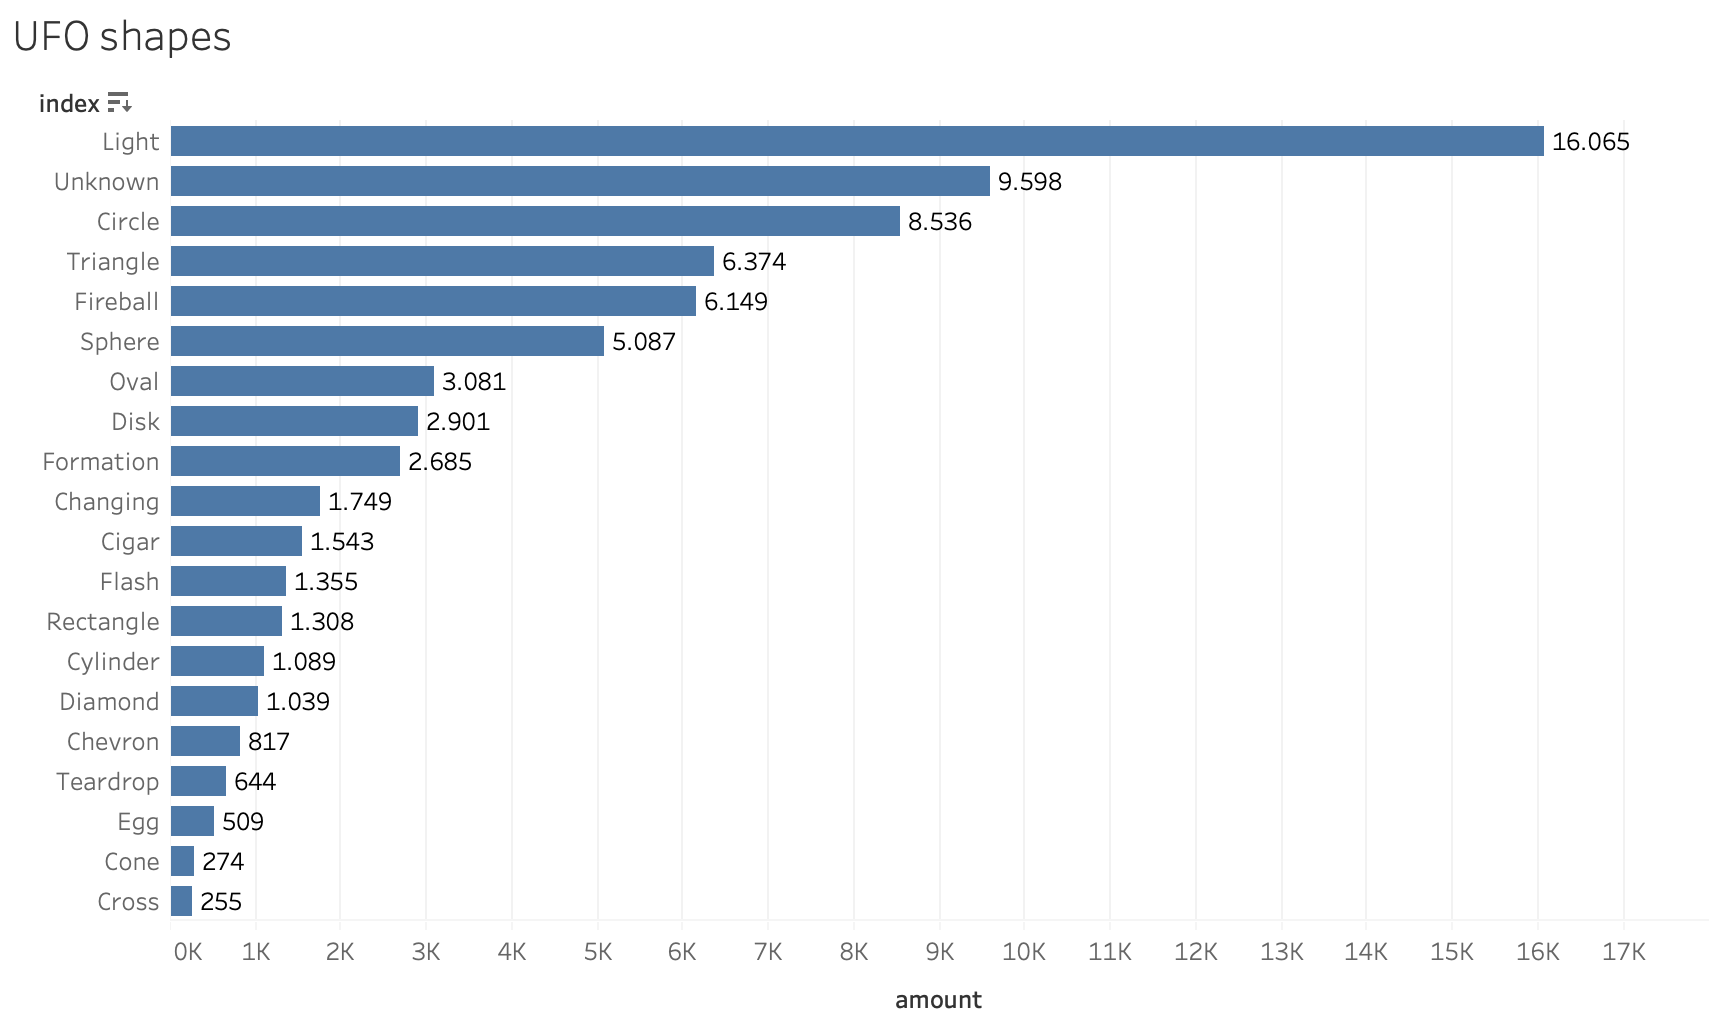 UFO shapes
index
Light 16.065
Unknown 9.598
Circle 8.536
Triangle 6.374
Fireball 6.149
Sphere 5.087
Oval 3.081
Disk 2.901
Formation 2.685
Changing 1.749
Cigar 1.543
Flash 1.355
Rectangle 1.308
Cylinder 1.089
Diamond 1.039
Chevron 817
Teardrop 644
Egg 509
Cone 274
Cross 255
0K 1K 2K 3K 4K 5K 6K 7K 8K 9K 10K 11K 12K 13K 14K 15K 16K 17K
amount